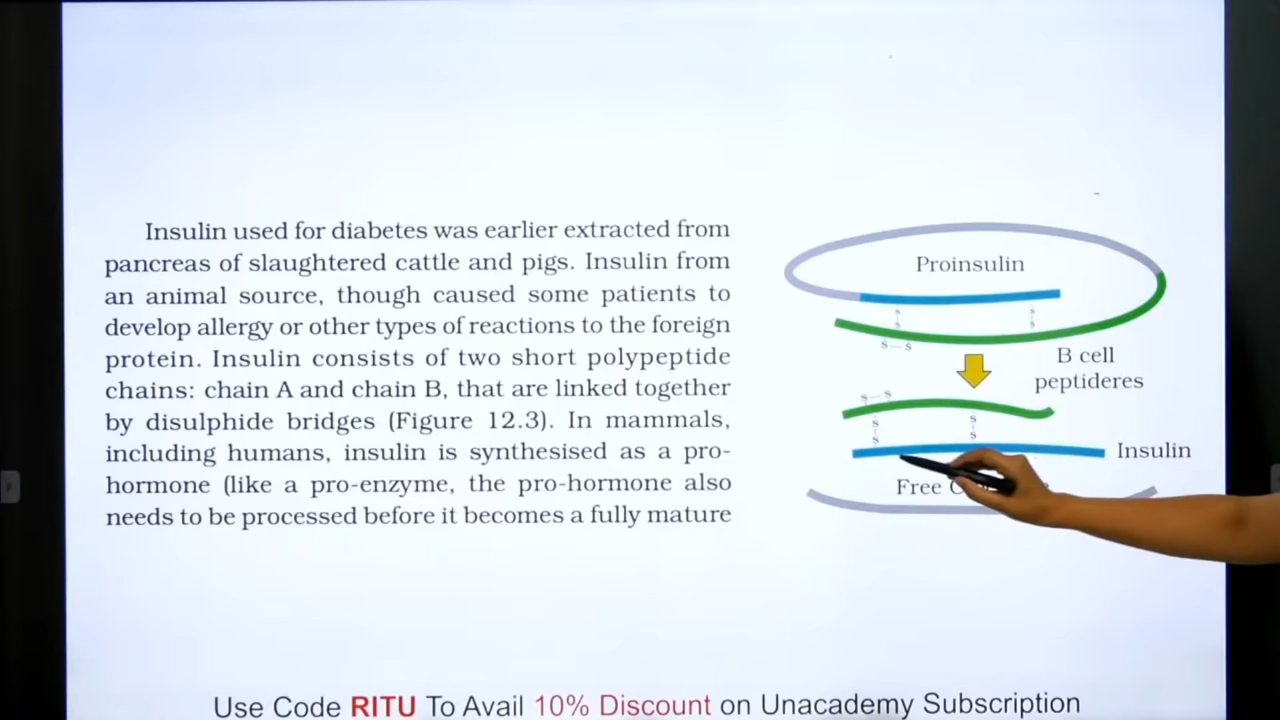 Insulin used for diabetes was earlier extracted from
pancreas of slaughtered cattle and pigs. Insulin from
an animal source, though caused some patients to
develop allergy or other types of reactions to the foreign
protein. Insulin consists of two short polypeptide
chains: chain A and chain B, that are linked together
by disulphide bridges (Figure 12.3). In mammals,
including humans, insulin is synthesised as a pro-
hormone (like a pro-enzyme, the pro-hormone also
needs to be processed before it becomes a fully mature
Proinsulin
s
s
s
s
s—s
B cell
peptideres
s—s
s
s
s
s
Insulin
Free
Use Code RITU To Avail 10% Discount on Unacademy Subscription